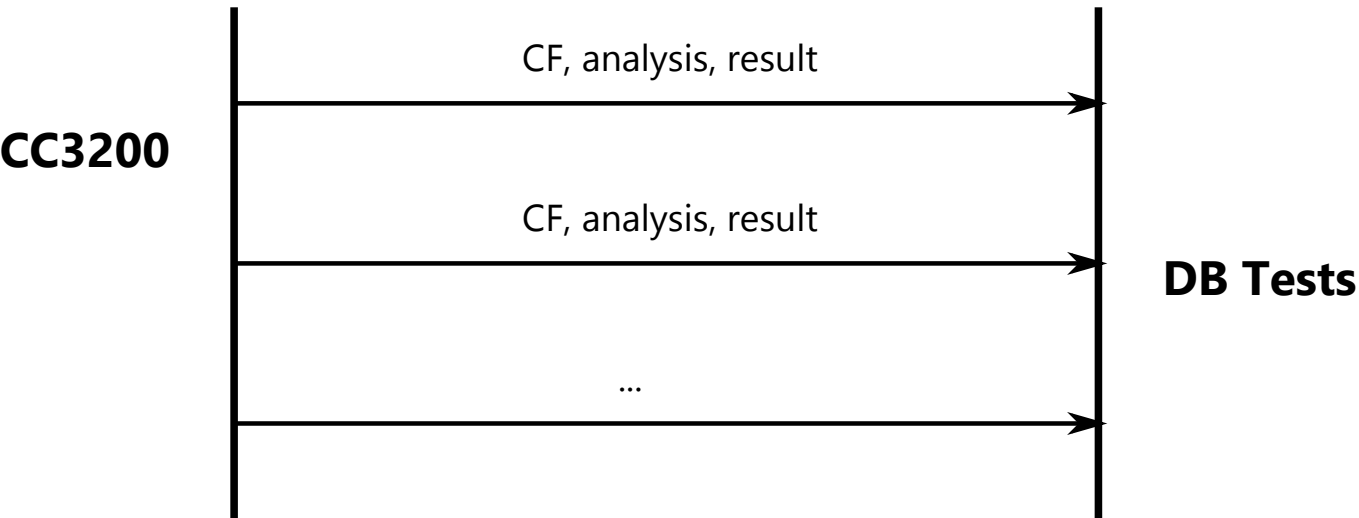 CF, analysis, result
CC3200
CF, analysis, result
DB Tests
...